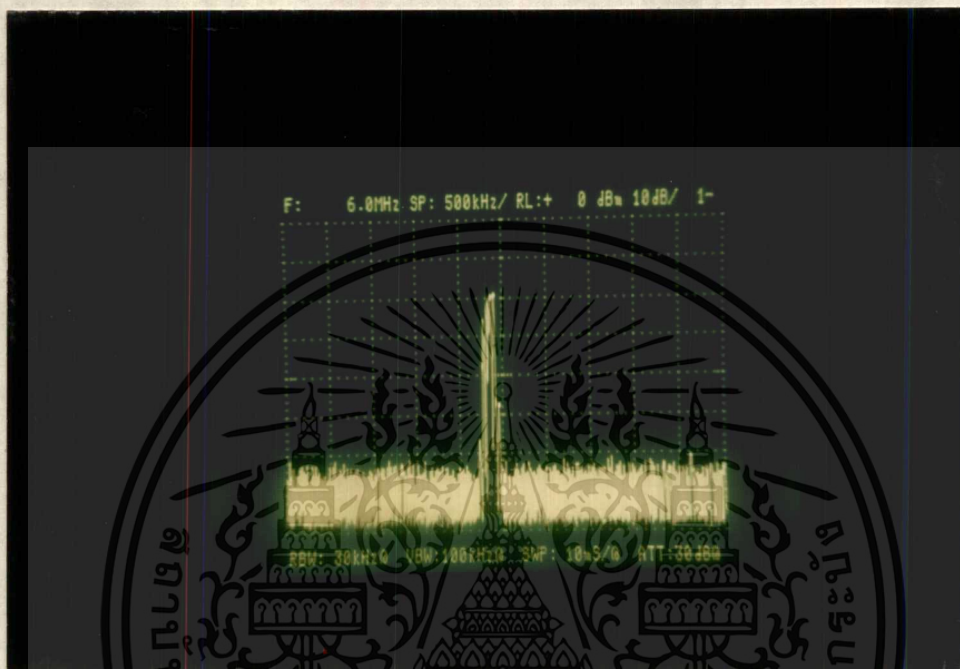 F: 6.0MHz SP: 500kHz/ RL:+ 0 dBm 10dB/ 1-
RBW: 30kHz@ VBW:100kHz@ SWP: 10mS/@ ATT:30dB@